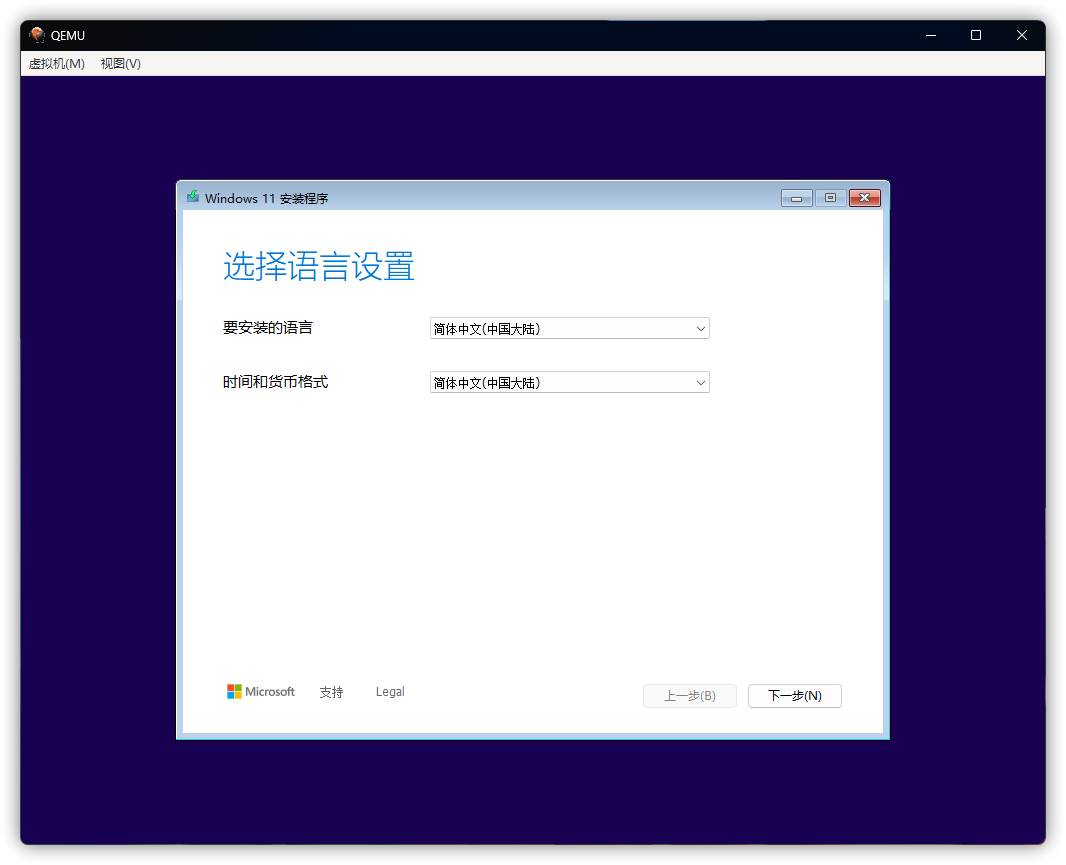 QEMU
虚拟机(M) 视图(V)
Windows 11 安装程序
选择语言设置
要安装的语言 简体中文(中国大陆)
时间和货币格式 简体中文(中国大陆)
Microsoft 支持 Legal 上一步(B) 下一步(N)